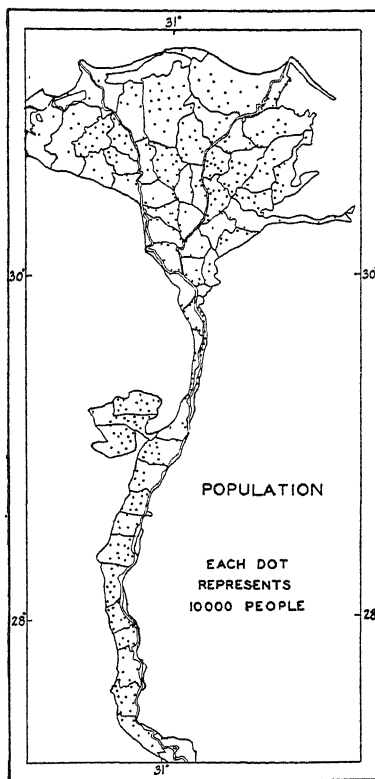 31°
30°
30°
POPULATION
EACH DOT
REPRESENTS
10000 PEOPLE
28°
28
31°